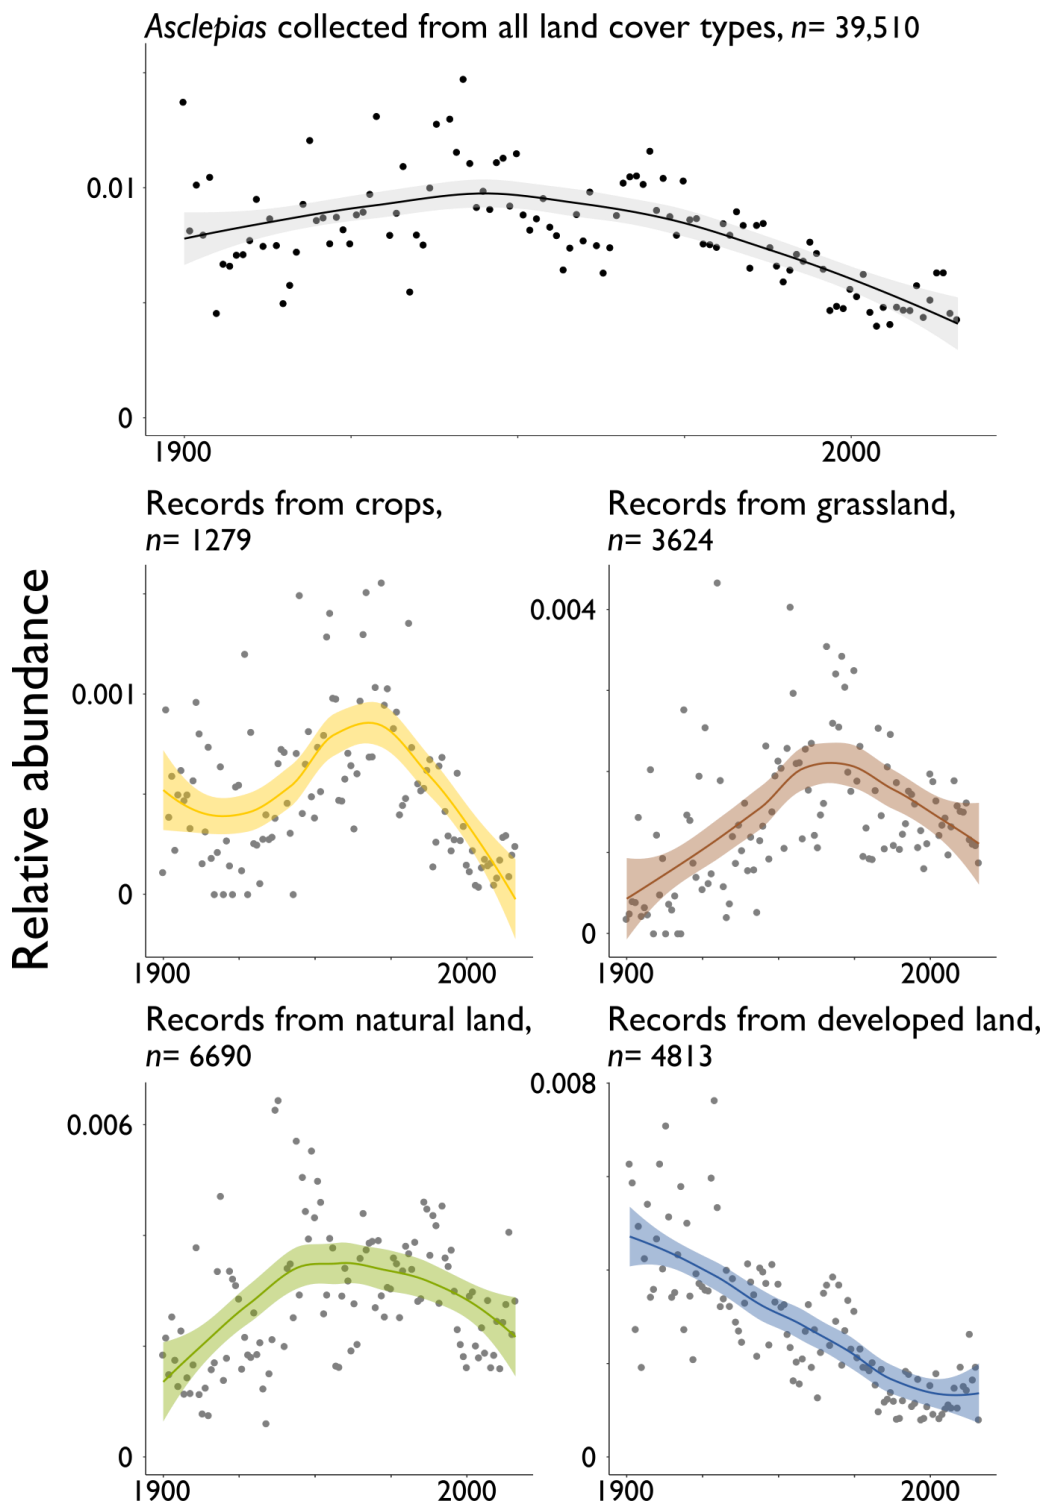 Asclepias collected from all land cover types, n= 39,510
0.01
0
1900 2000
Relative abundance
Records from crops,
n= 1279
0.001
0
1900 2000
Records from grassland,
n= 3624
0.004
0
1900 2000
Records from natural land,
n= 6690
0.006
0
1900 2000
Records from developed land,
n= 4813
0.008
0
1900 2000